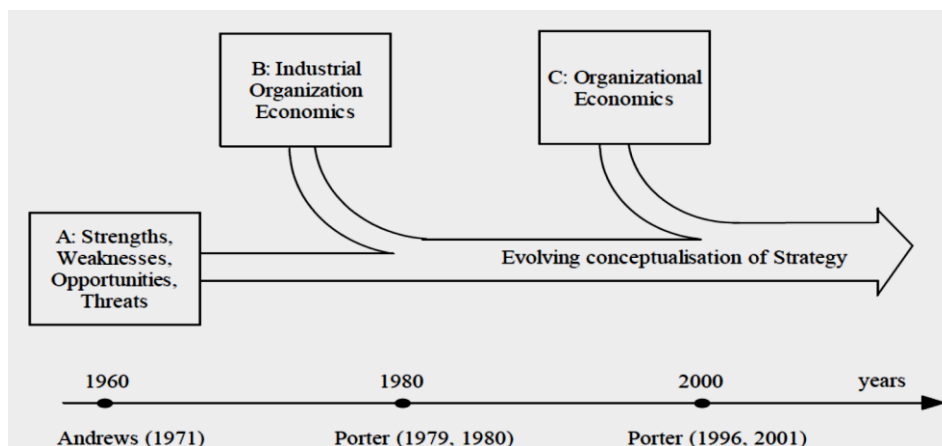 B: Industrial
Organization
Economics
C: Organizational
Economics
A: Strengths,
Weaknesses,
Opportunities,
Threats
Evolving conceptualisation of Strategy
1960
1980
2000
years
Andrews (1971)
Porter (1979, 1980)
Porter (1996, 2001)